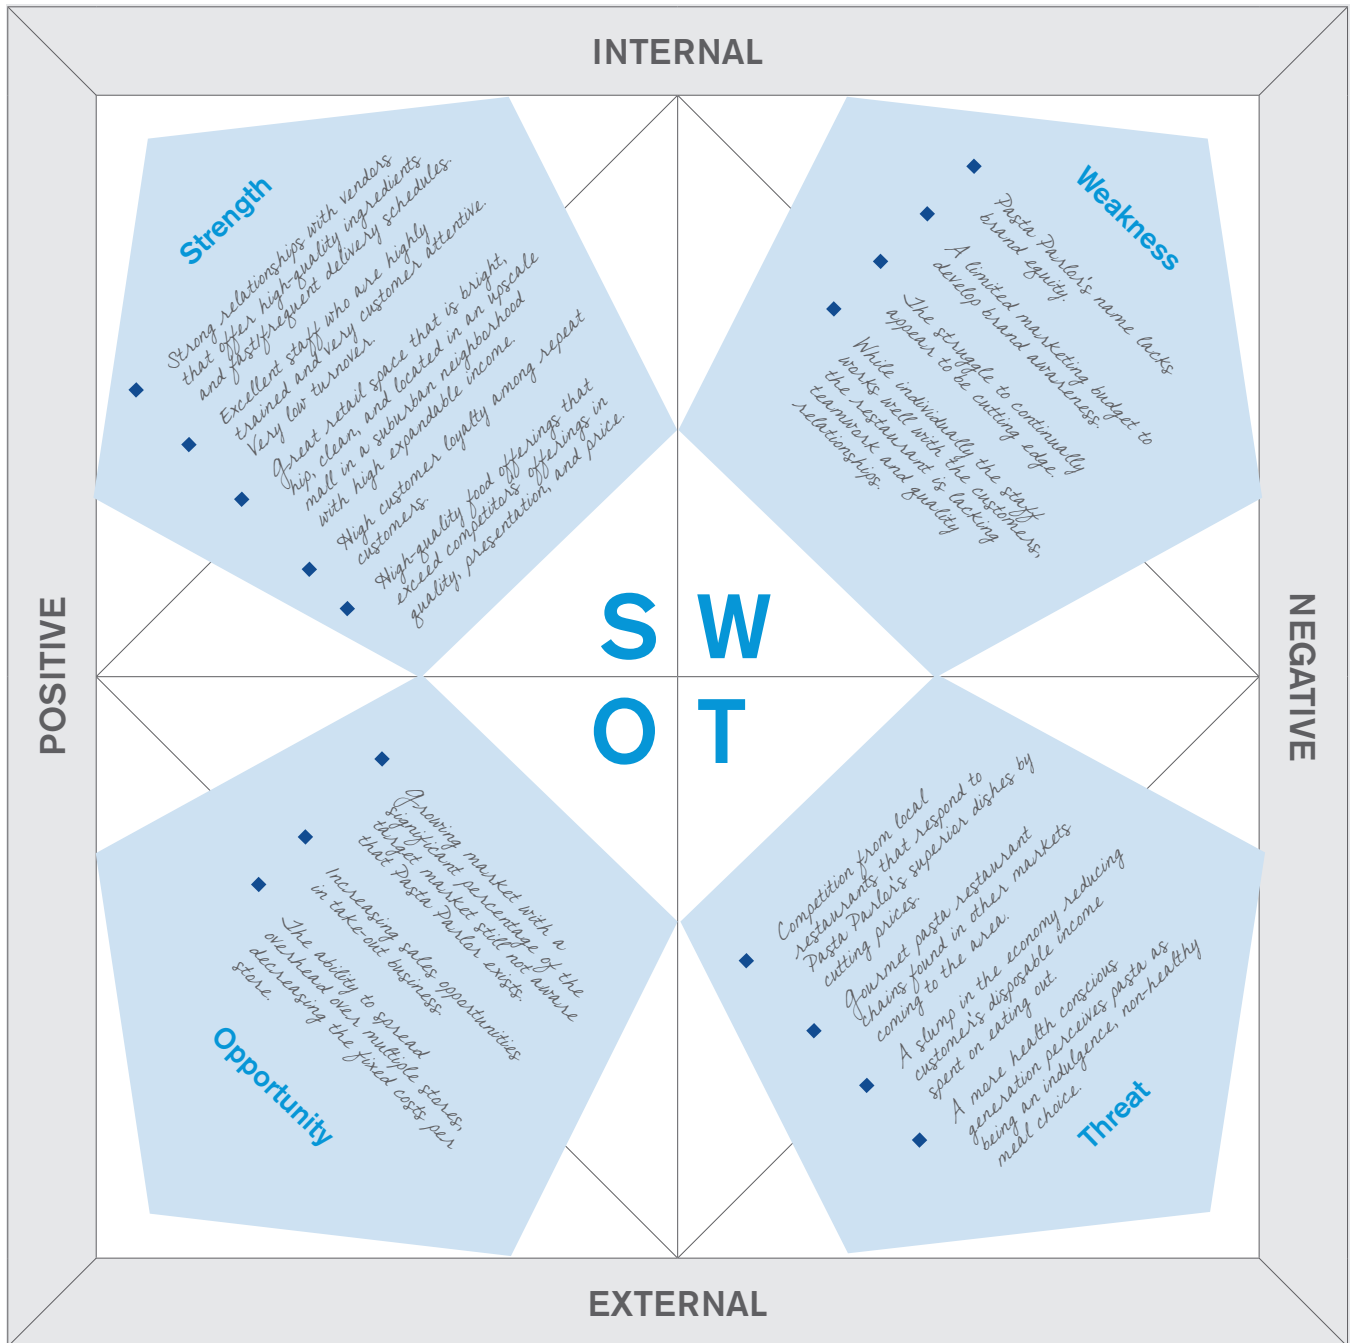 INTERNAL
Strength
Strong relationships with vendors
that offer high-quality ingredients
and fast/frequent delivery schedules.
Excellent staff who are highly
trained and very customer attentive.
Very low turnover.
Great retail space that is bright,
hip, clean, and located in an upscale
mall in a suburban neighborhood
with high expandable income.
High customer loyalty among repeat
customers.
High-quality food offerings that
exceed competitors' offerings in
quality, presentation, and price.
Weakness
Pasta Parlor's name lacks
brand equity.
A limited marketing budget to
develop brand awareness.
The struggle to continually
appear to be cutting edge.
While individually the staff
works well with the customers,
the restaurant is lacking
teamwork and quality
relationships.
POSITIVE
NEGATIVE
S W
O T
Growing market with a
significant percentage of the
target market still not aware
that Pasta Parlor exists.
Increasing sales opportunities
in take-out business.
The ability to spread
overhead over multiple stores,
decreasing the fixed costs per
store.
Opportunity
Competition from local
restaurants that respond to
Pasta Parlor's superior dishes by
cutting prices.
Gourmet pasta restaurant
chains found in other markets
coming to the area.
A slump in the economy reducing
customer's disposable income
spent on eating out.
A more health conscious
generation perceives pasta as
being an indulgence, non-healthy
meal choice.
Threat
EXTERNAL